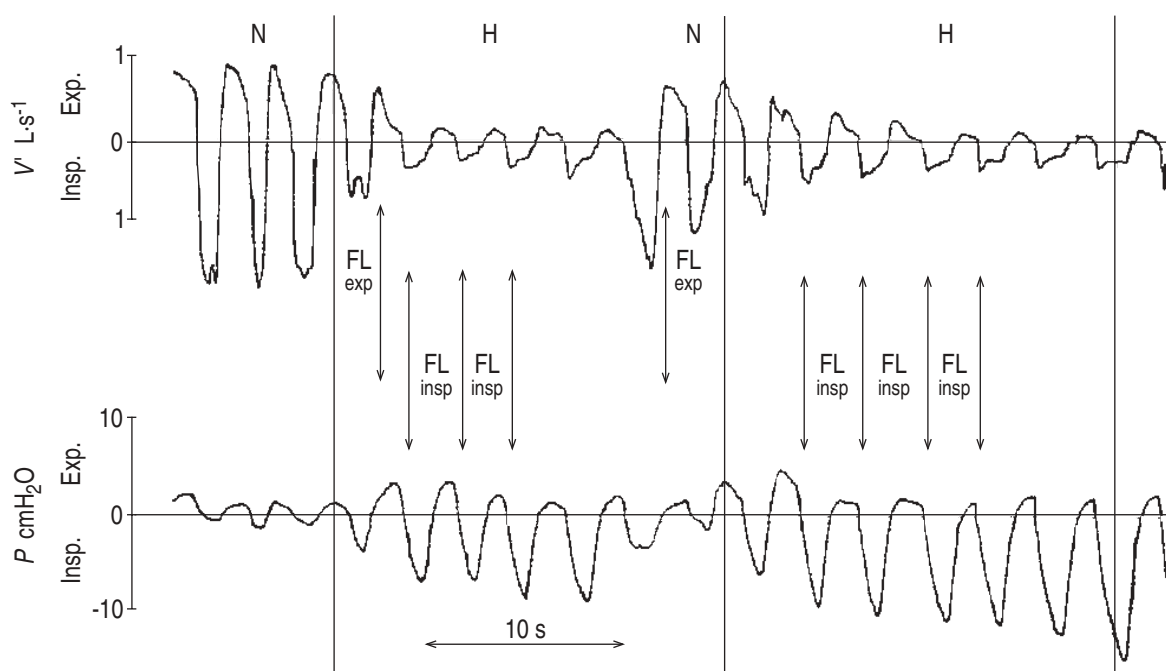 N H N H
1
Exp.
V' L·s⁻¹
0
Insp.
1
FL
exp
FL
exp
FL
insp
FL
insp
FL
insp
FL
insp
FL
insp
10
Exp.
P cmH₂O
0
Insp.
-10
10 s